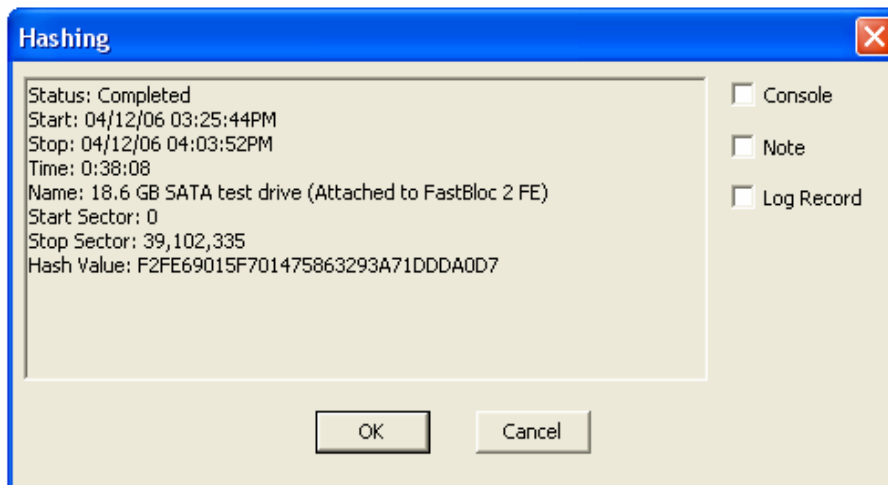 Hashing
Status: Completed
Start: 04/12/06 03:25:44PM
Stop: 04/12/06 04:03:52PM
Time: 0:38:08
Name: 18.6 GB SATA test drive (Attached to FastBloc 2 FE)
Start Sector: 0
Stop Sector: 39,102,335
Hash Value: F2FE69015F701475863293A71DDDA0D7
Console
Note
Log Record
OK
Cancel